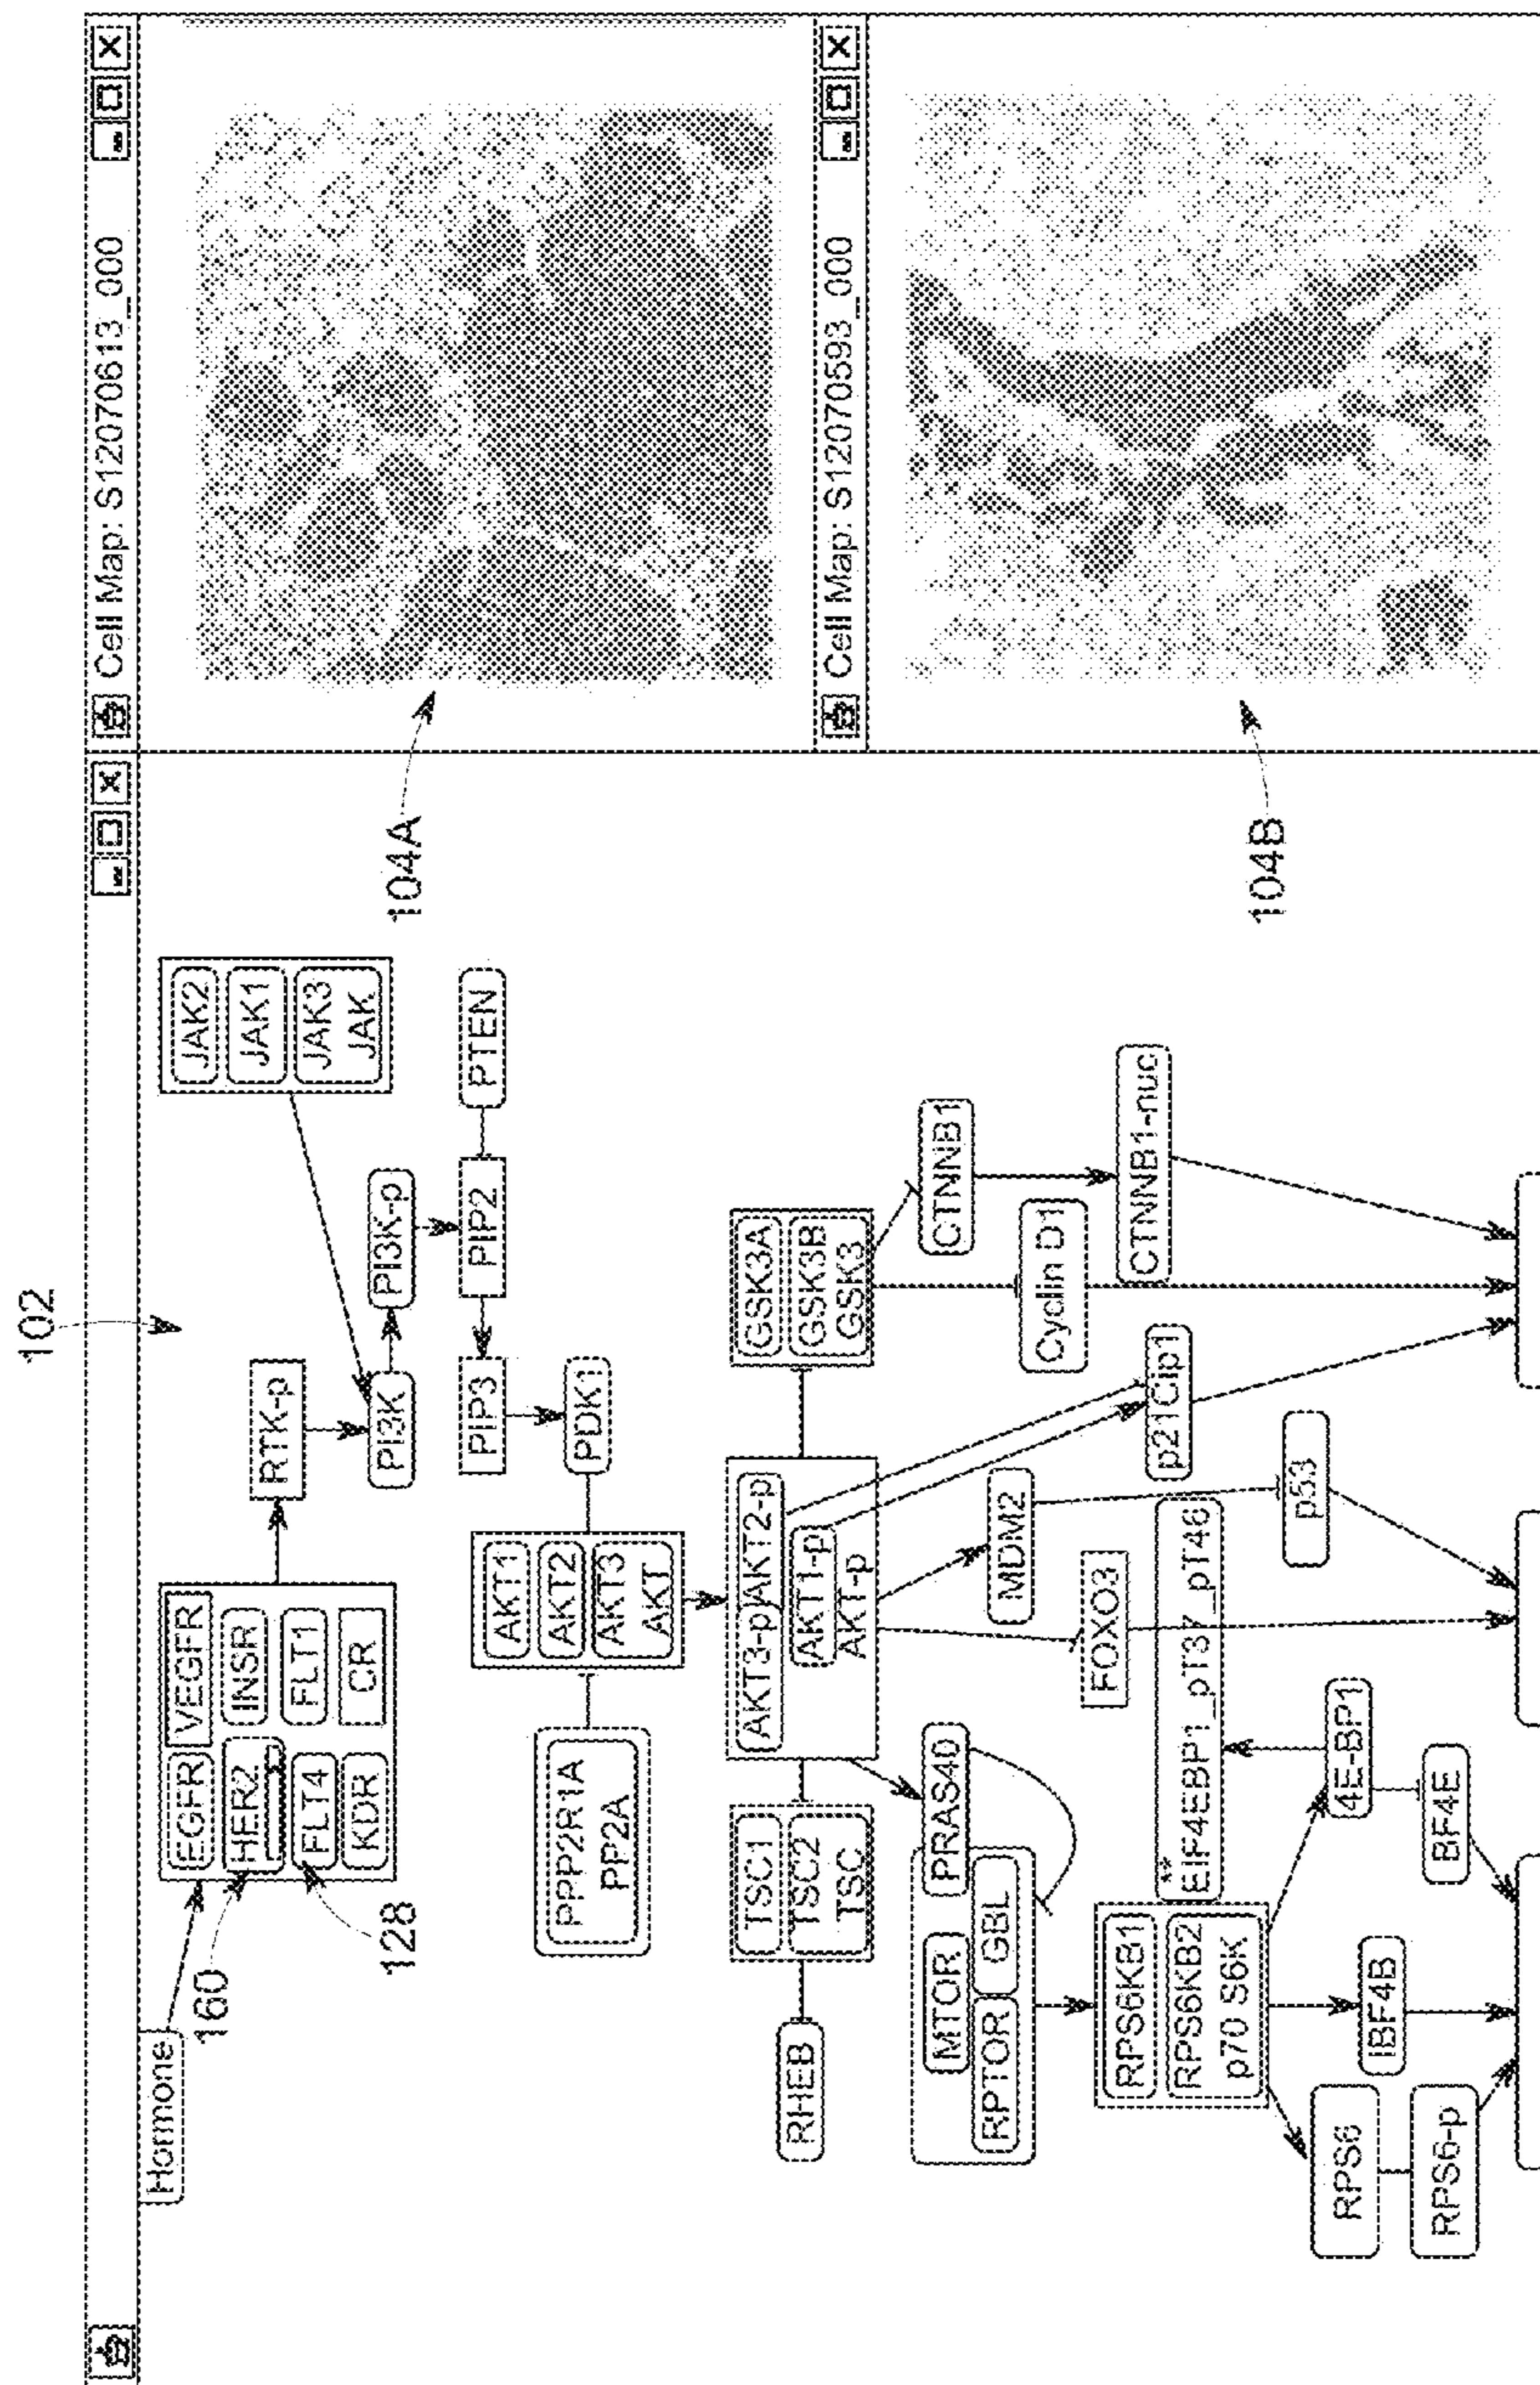 102
Cell Map: S12070613_000
104A
Cell Map: S12070593_000
104B
Hormone
160
128
EGFR
VEGFR
HER2
INSR
FLT4
FLT1
KDR
CR
RTK-p
JAK2
JAK1
JAK3
JAK
PI3K
PI3K-p
PIP3
PIP2
PTEN
PDK1
PPP2R1A
PP2A
AKT1
AKT2
AKT3
AKT
RHEB
TSC1
TSC2
TSC
AKT3-p
AKT2-p
AKT1-p
AKT-p
GSK3A
GSK3B
GSK3
MTOR
RPTOR
GBL
PRAS40
CTNNB1
MDM2
FOXO3
Cyclin D1
RPS6KB1
RPS6KB2
p70 S6K
**
EIF4EBP1_pT37_pT46
p21Cip1
CTNNB1-nuc
p53
RPS6
IBF4B
4E-BP1
RPS6-p
BF4E